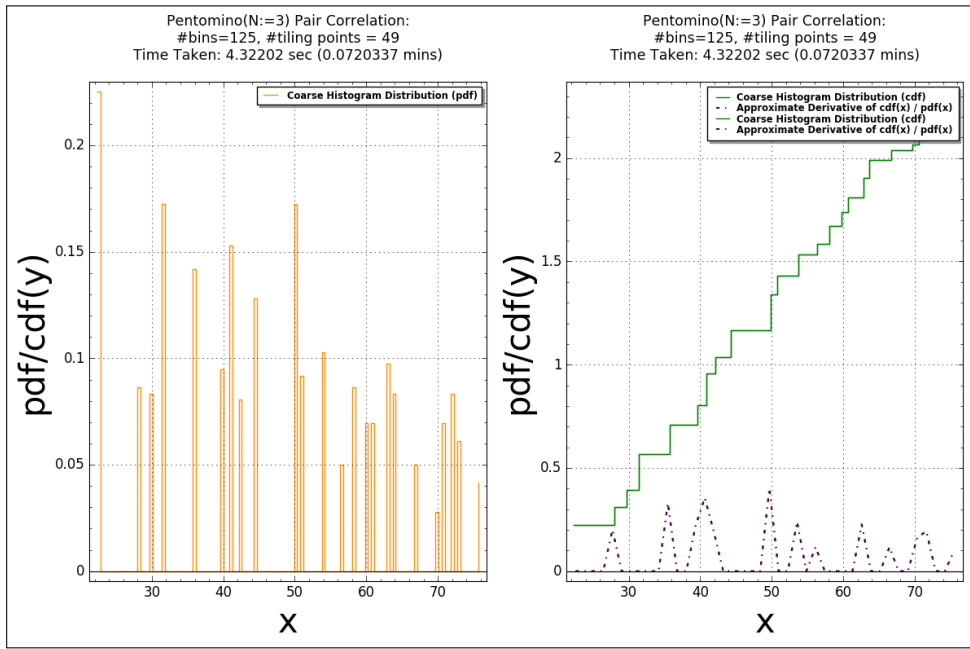 Pentomino(N:=3) Pair Correlation:
#bins=125, #tiling points = 49
Time Taken: 4.32202 sec (0.0720337 mins)
Coarse Histogram Distribution (pdf)
0.2
0.15
0.1
0.05
0
pdf/cdf(y)
30 40 50 60 70
x
Pentomino(N:=3) Pair Correlation:
#bins=125, #tiling points = 49
Time Taken: 4.32202 sec (0.0720337 mins)
Coarse Histogram Distribution (cdf)
Approximate Derivative of cdf(x) / pdf(x)
Coarse Histogram Distribution (cdf)
Approximate Derivative of cdf(x) / pdf(x)
2
1.5
1
0.5
0
pdf/cdf(y)
30 40 50 60 70
x